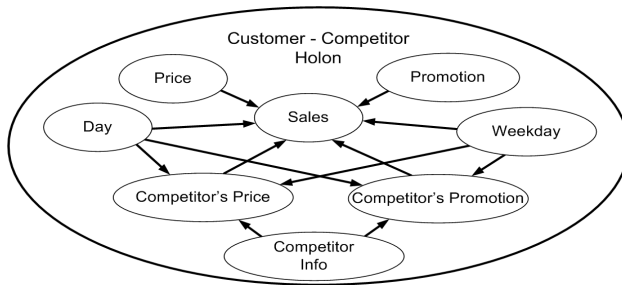 Customer - Competitor
Holon
Price
Promotion
Sales
Day
Weekday
Competitor's Price
Competitor's Promotion
Competitor
Info